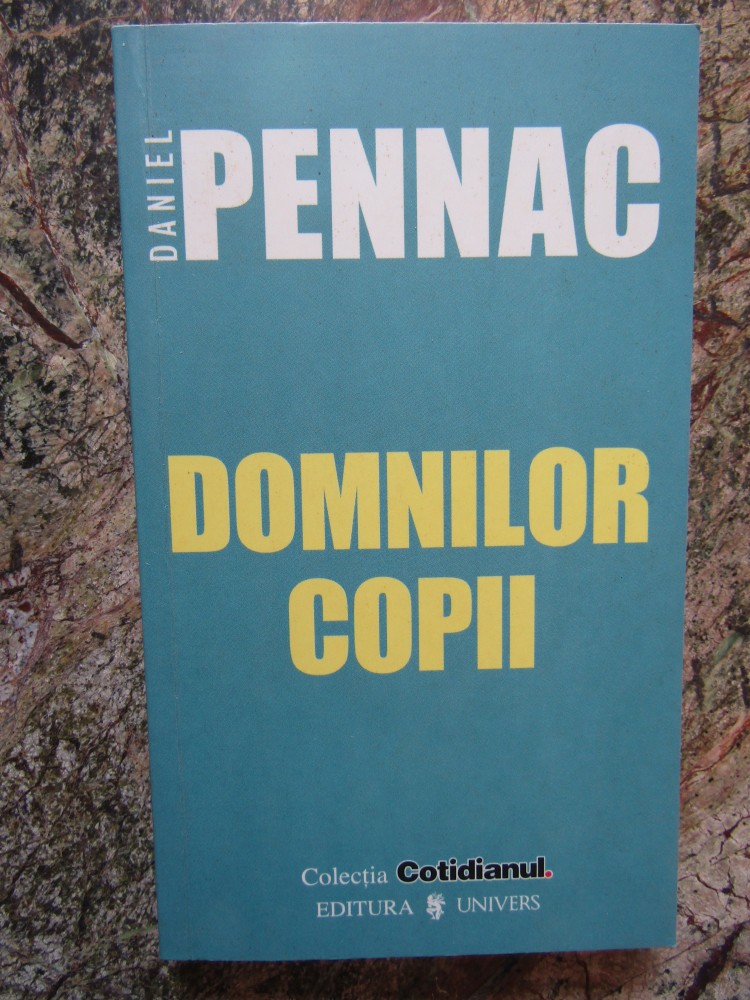 DANIEL
PENNAC
DOMNILOR
COPII
Colecția Cotidianul.
EDITURA UNIVERS